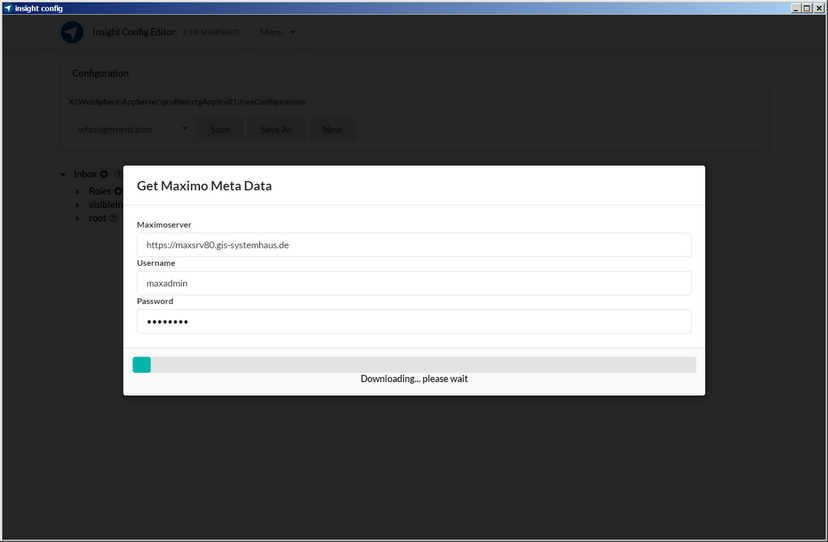 insight config
Insight Config Editor 2.7.0-SNAPSHOT Menu
Configuration
X:\WebSphere\AppServer\profiles\ctgAppSrv01\treeConfigurations
wfassignment.json Save Save As New
Inbox
Roles
visibleIn
root
Get Maximo Meta Data
Maximoserver
https://maxsrv80.gis-systemhaus.de
Username
maxadmin
Password
••••••••
Downloading... please wait